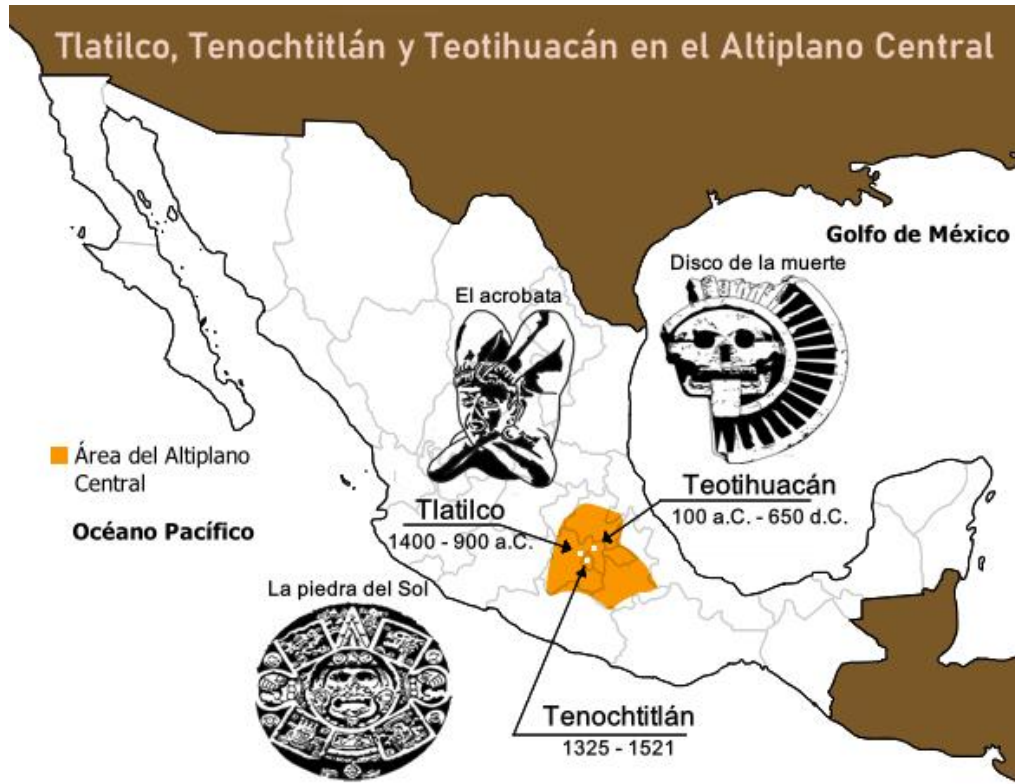 Tlatilco, Tenochtitlán y Teotihuacán en el Altiplano Central
Golfo de México
Disco de la muerte
El acrobata
Área del Altiplano
Central
Teotihuacán
100 a.C. - 650 d.C.
Tlatilco
1400 - 900 a.C.
Océano Pacífico
La piedra del Sol
Tenochtitlán
1325 - 1521